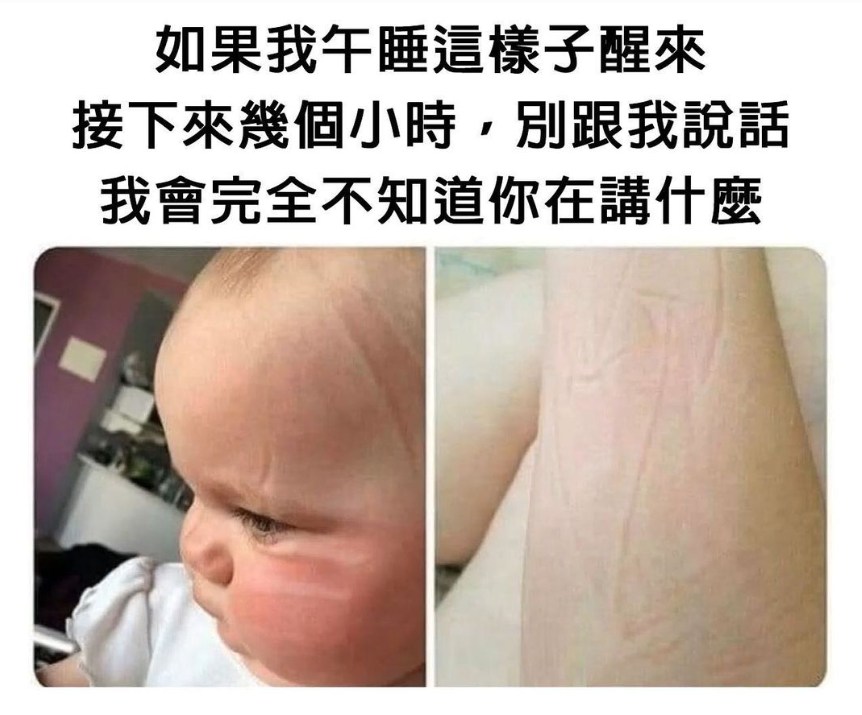 如果我午睡這樣子醒來
接下來幾個小時，別跟我說話
我會完全不知道你在講什麼